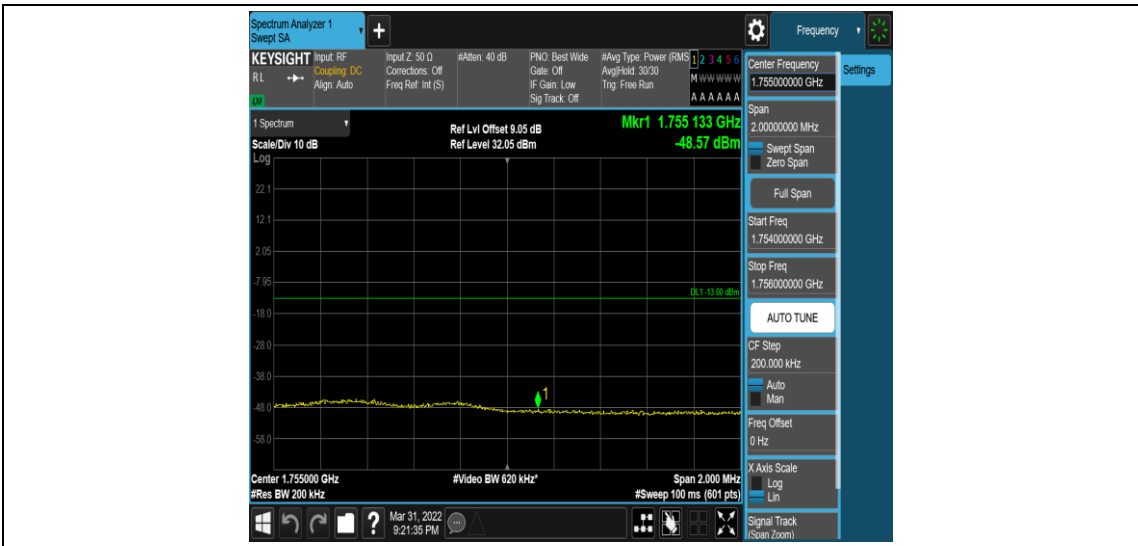 Spectrum Analyzer 1
Swept SA
+
Frequency
KEYSIGHT
RL
LXI
Input: RF
Coupling: DC
Align: Auto
Input Z: 50 Ω
Corrections: Off
Freq Ref: Int (S)
#Atten: 40 dB
PNO: Best Wide
Gate: Off
IF Gain: Low
Sig Track: Off
#Avg Type: Power (RMS
Avg|Hold: 30/30
Trig: Free Run
1 2 3 4 5 6
M W W W W W
A A A A A A
Center Frequency
1.755000000 GHz
Settings
Span
2.00000000 MHz
Swept Span
Zero Span
Full Span
Start Freq
1.754000000 GHz
Stop Freq
1.756000000 GHz
AUTO TUNE
CF Step
200.000 kHz
Auto
Man
Freq Offset
0 Hz
X Axis Scale
Log
Lin
Signal Track
(Span Zoom)
1 Spectrum
Scale/Div 10 dB
Ref Lvl Offset 9.05 dB
Ref Level 32.05 dBm
Mkr1 1.755 133 GHz
-48.57 dBm
Log
22.1
12.1
2.05
-7.95
DL1 -13.00 dBm
-18.0
-28.0
-38.0
1
-48.0
-58.0
Center 1.755000 GHz
#Video BW 620 kHz*
Span 2.000 MHz
#Res BW 200 kHz
#Sweep 100 ms (601 pts)
?
Mar 31, 2022
9:21:35 PM